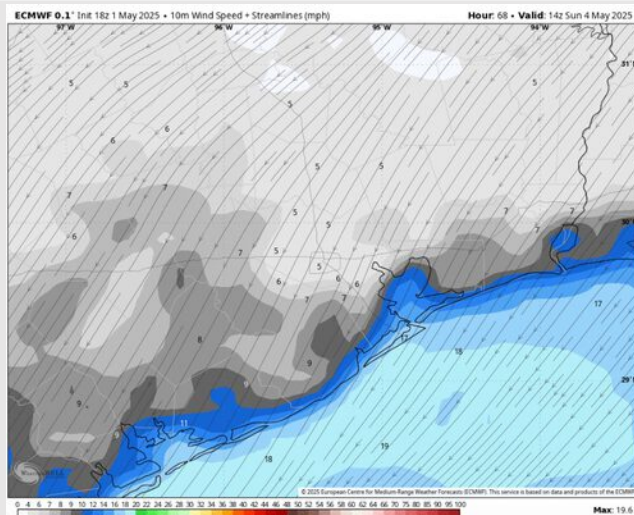 ECMWF 0.1° Init 18z 1 May 2025 • 10m Wind Speed + Streamlines (mph)
Hour: 68 • Valid: 14z Sun 4 May 2025
97°W 96°W 95°W 94°W
31°
5 5 5 5
6 6
5 5
7 7
5 7 7
6 5 7 30°
7 5
5 6
6 6
7 7
17
8
17
18
9
29°
9 9
11
9
19
18
© 2025 European Centre for Medium-Range Weather Forecasts (ECMWF). This service is based on data and products of the ECMWF
0 4 6 8 9 10 12 14 16 18 20 22 24 26 28 30 32 34 36 38 40 42 44 46 48 50 52 54 56 58 60 62 64 66 68 70 75 80 85 90 95 100
Max: 19.6